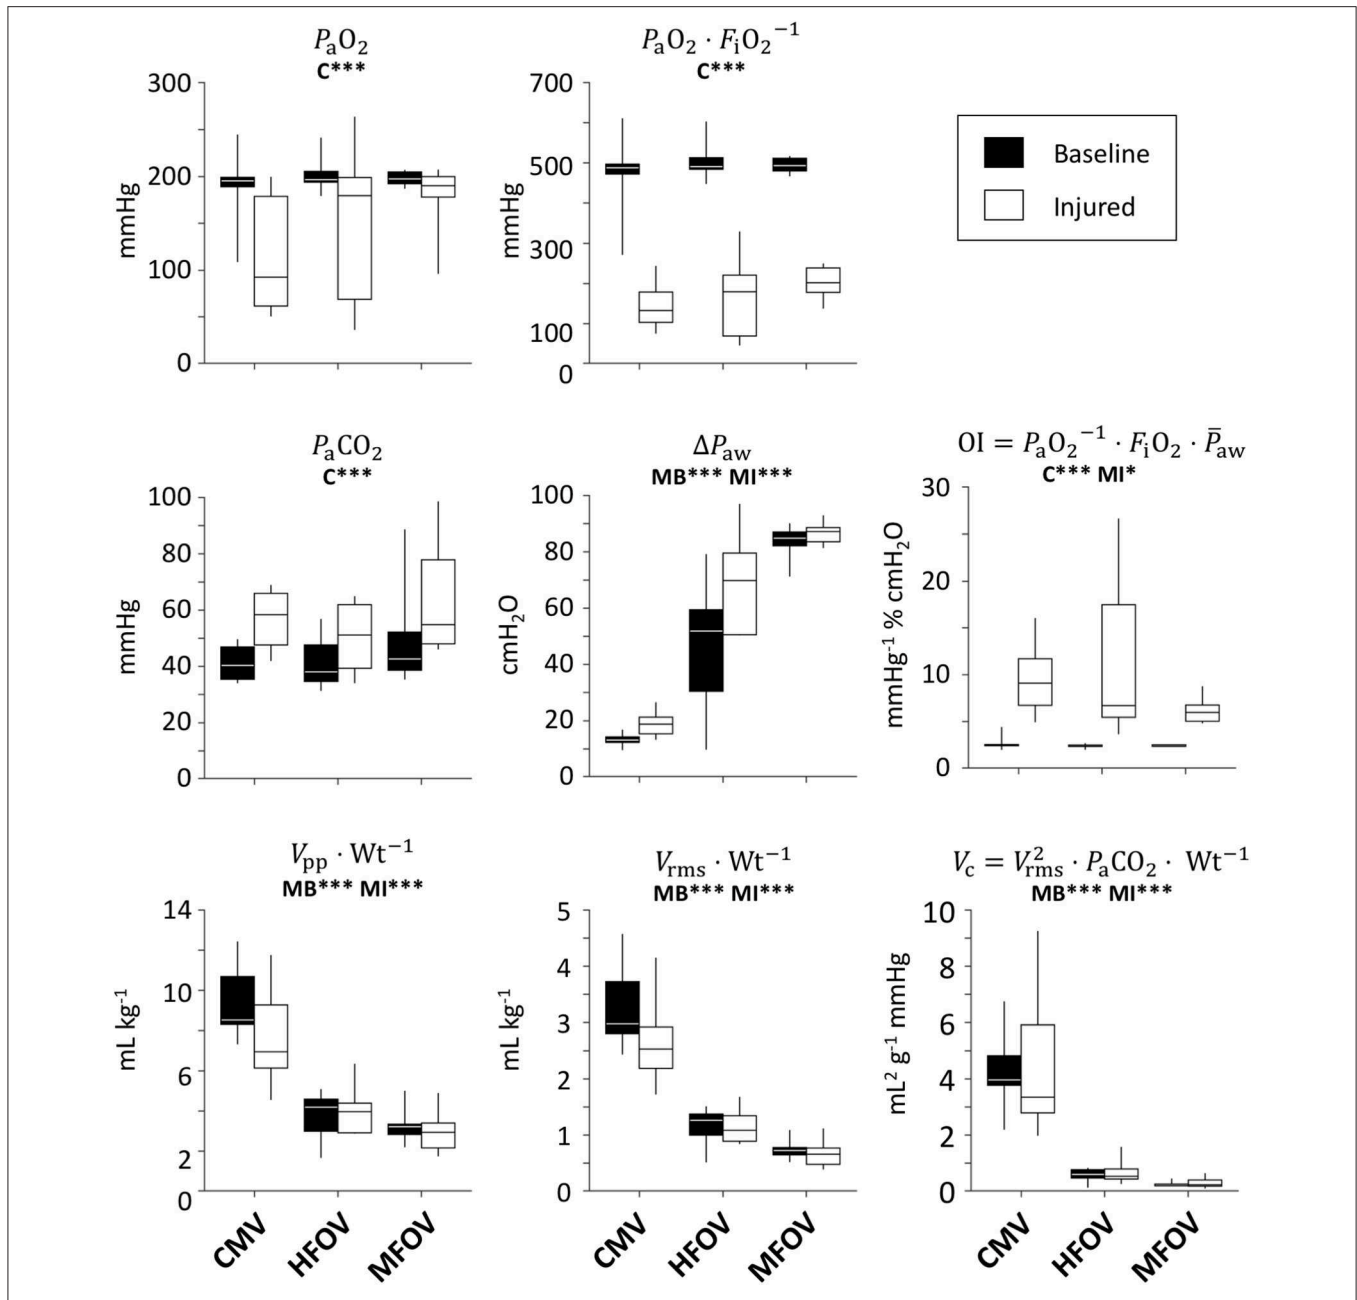 PaO₂
C***
mmHg
300
200
100
0
PaO₂ · FiO₂⁻¹
C***
mmHg
700
500
300
100
0
Baseline
Injured
PaCO₂
C***
mmHg
100
80
60
40
20
0
ΔPaw
MB*** MI***
cmH₂O
100
80
60
40
20
0
OI = PaO₂⁻¹ · FiO₂ · P̄aw
C*** MI*
mmHg⁻¹ % cmH₂O
30
20
10
0
Vpp · Wt⁻¹
MB*** MI***
mL kg⁻¹
14
10
6
2
0
CMV
HFOV
MFOV
Vrms · Wt⁻¹
MB*** MI***
mL kg⁻¹
5
4
3
2
1
0
CMV
HFOV
MFOV
Vc = V²rms · PaCO₂ · Wt⁻¹
MB*** MI***
mL² g⁻¹ mmHg
10
8
6
4
2
0
CMV
HFOV
MFOV